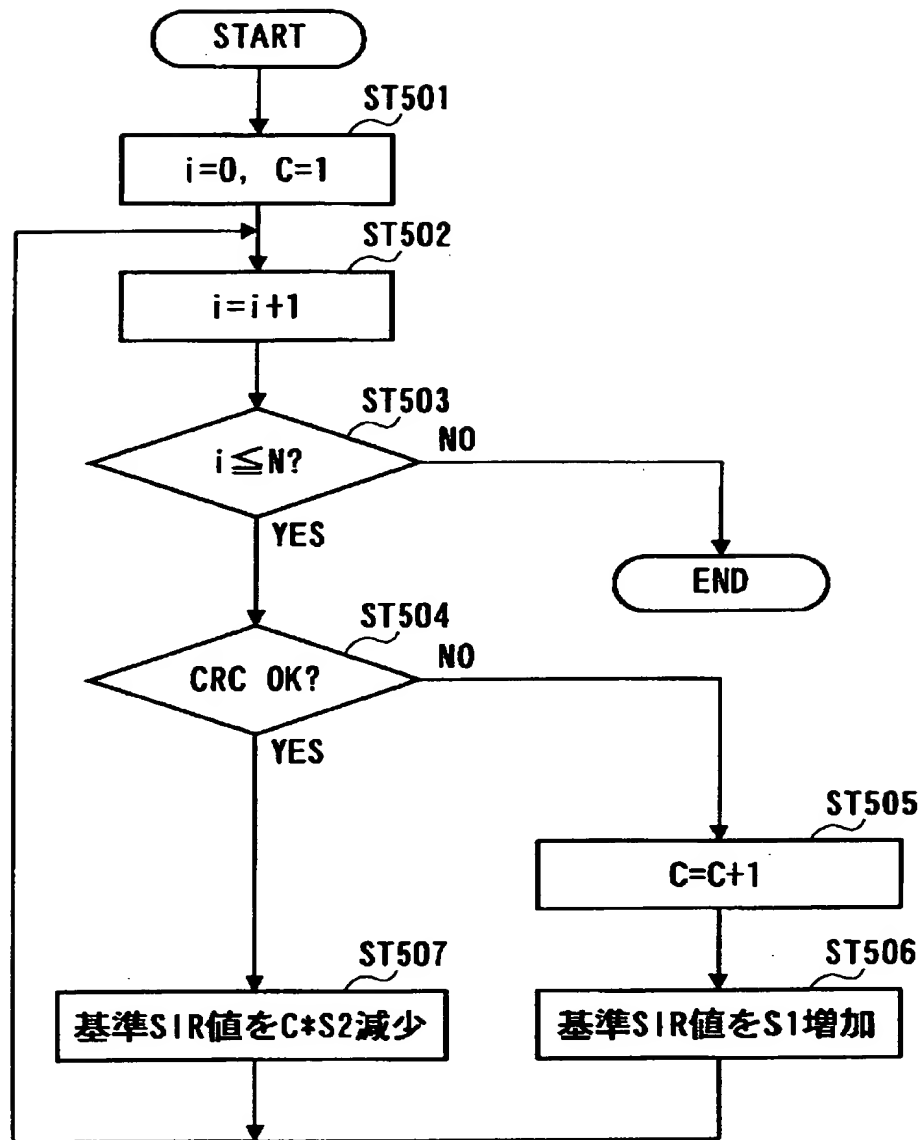 START
ST501
i=0, C=1
ST502
i=i+1
ST503
i≦N?
NO
YES
END
ST504
CRC OK?
NO
YES
ST505
C=C+1
ST507
基準SIR値をC*S2減少
ST506
基準SIR値をS1増加